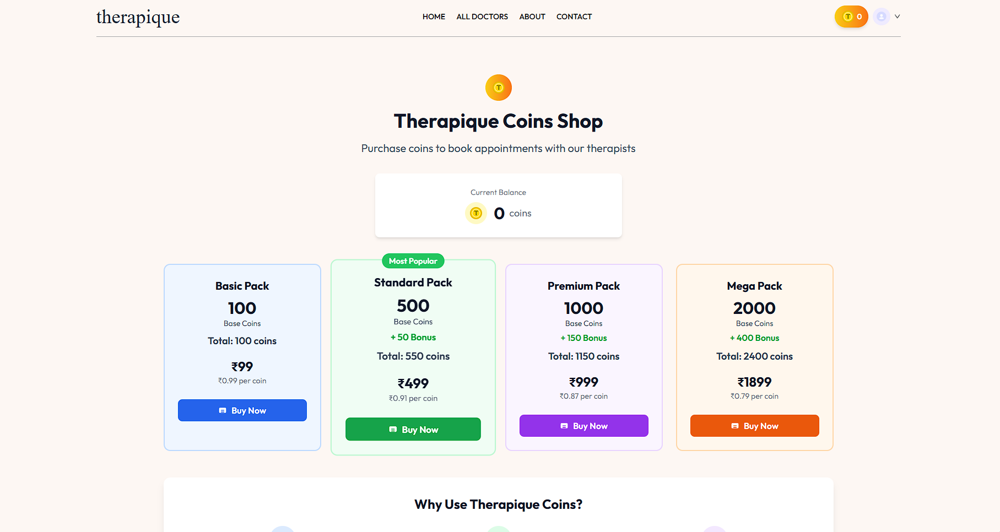 therapique
HOME
ALL DOCTORS
ABOUT
CONTACT
T 0
T
Therapique Coins Shop
Purchase coins to book appointments with our therapists
Current Balance
T 0 coins
Basic Pack
100
Base Coins
Total: 100 coins
₹99
₹0.99 per coin
Buy Now
Most Popular
Standard Pack
500
Base Coins
+ 50 Bonus
Total: 550 coins
₹499
₹0.91 per coin
Buy Now
Premium Pack
1000
Base Coins
+ 150 Bonus
Total: 1150 coins
₹999
₹0.87 per coin
Buy Now
Mega Pack
2000
Base Coins
+ 400 Bonus
Total: 2400 coins
₹1899
₹0.79 per coin
Buy Now
Why Use Therapique Coins?